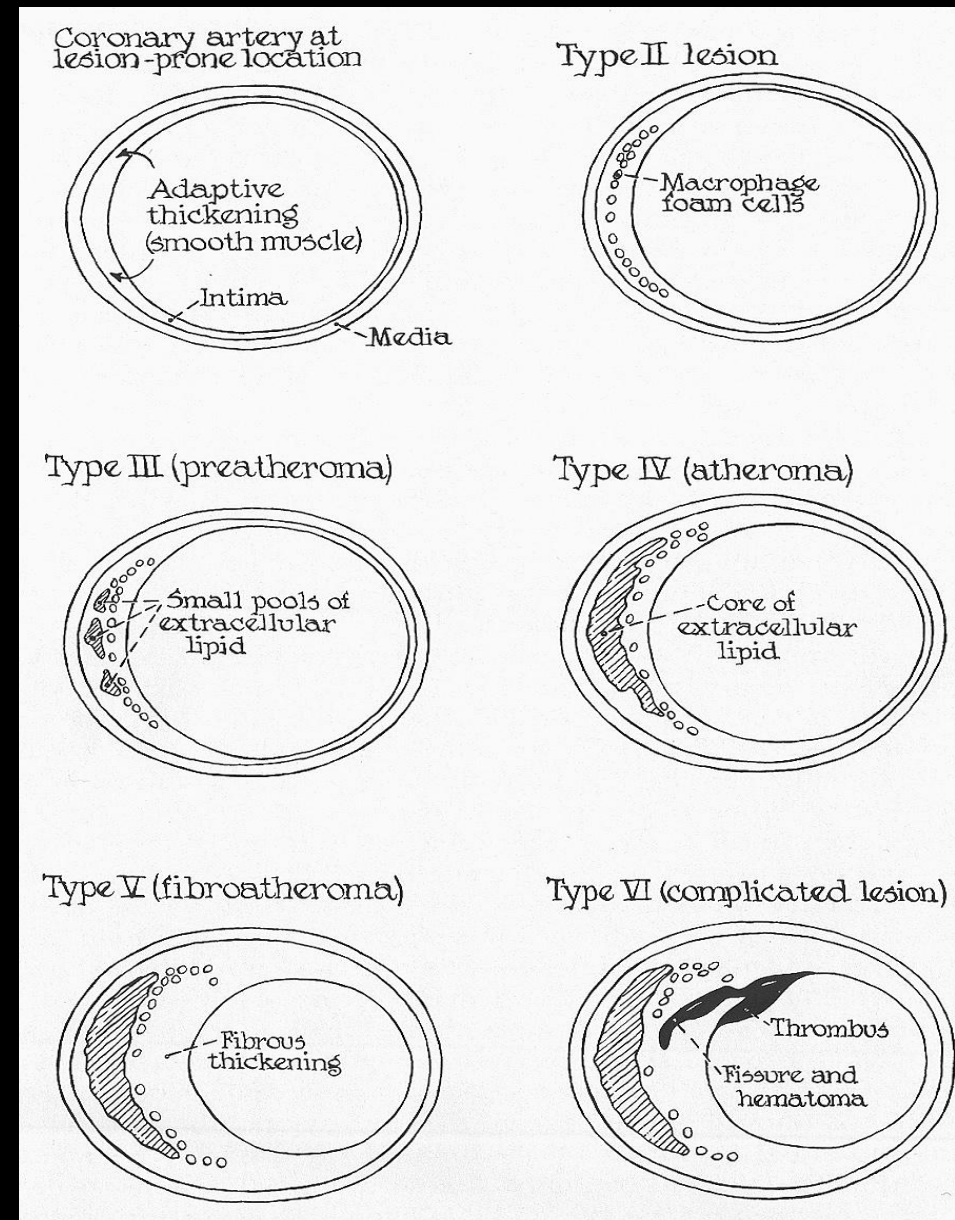 Coronary artery at
lesion-prone location
Adaptive
thickening
(smooth muscle)
Intima
Media
Type II lesion
Macrophage
foam cells
Type III (preatheroma)
Small pools of
extracellular
lipid
Type IV (atheroma)
Core of
extracellular
lipid
Type V (fibroatheroma)
Fibrous
thickening
Type VI (complicated lesion)
Thrombus
Fissure and
hematoma